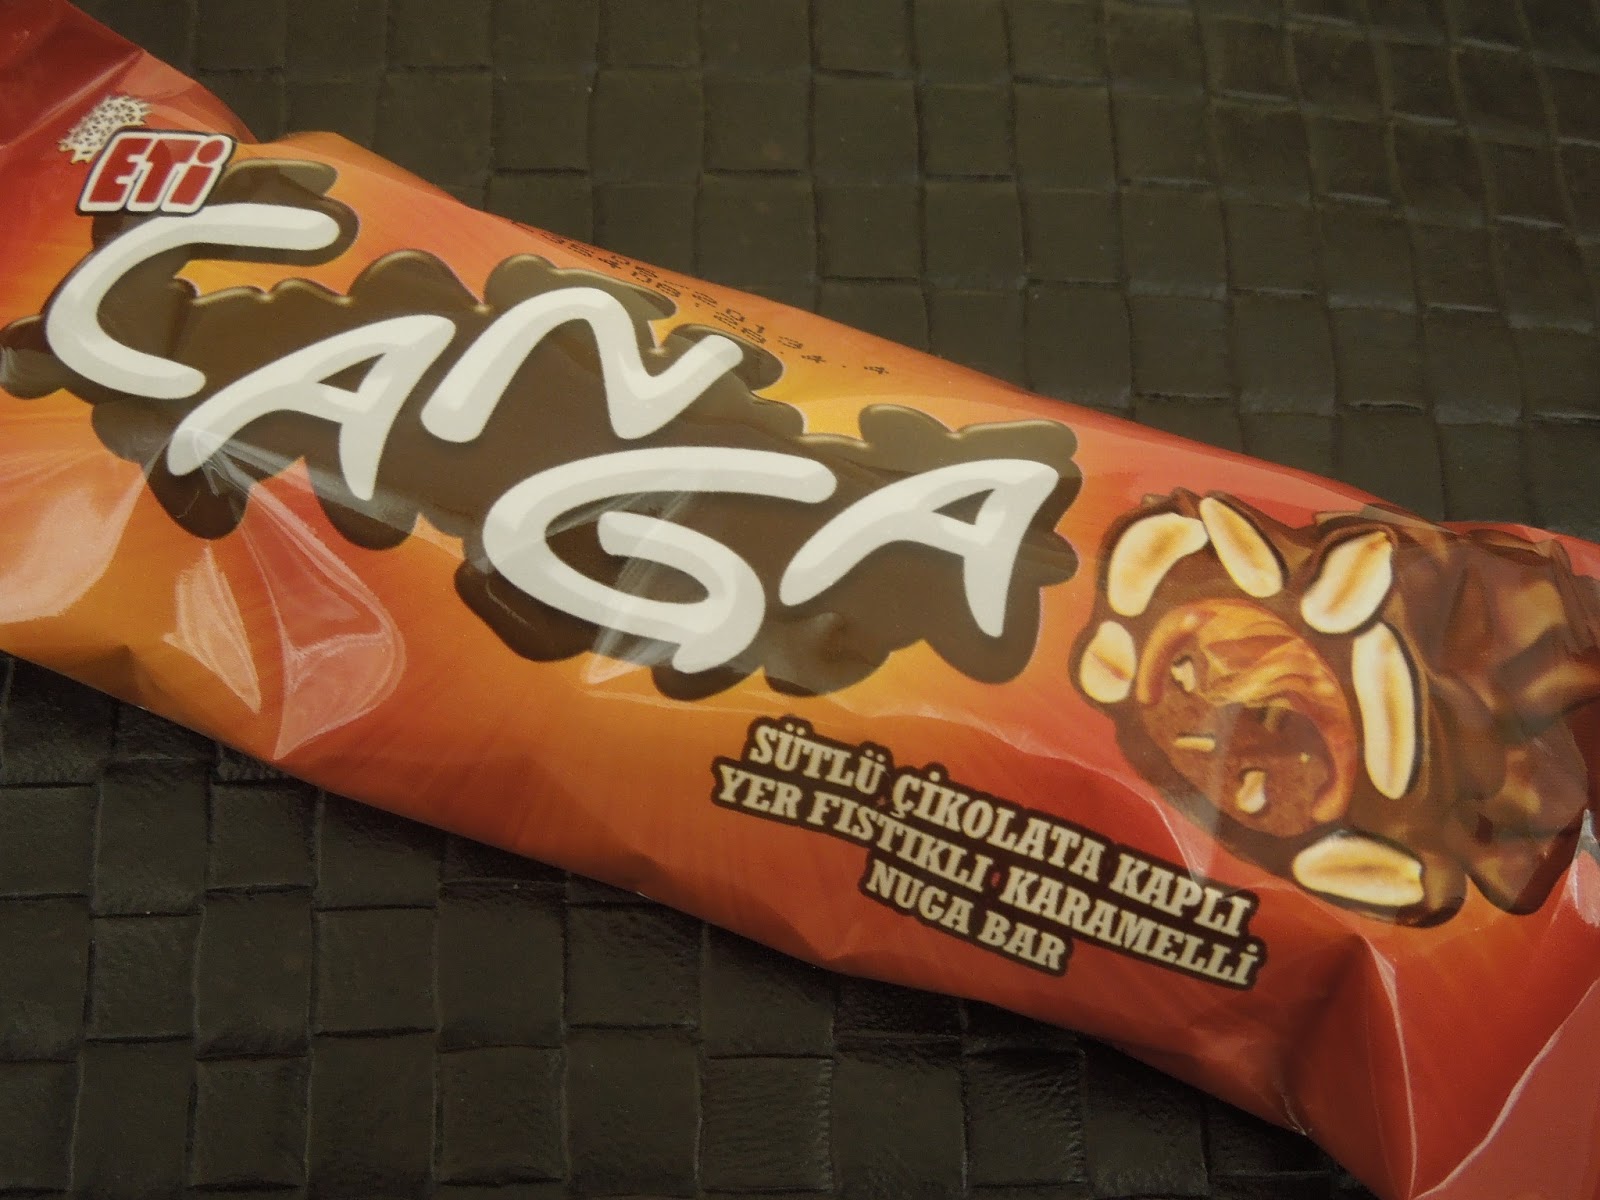 ETi
CANGA
SÜTLÜ ÇİKOLATA KAPLI
YER FISTIKLI KARAMELLİ
NUGA BAR